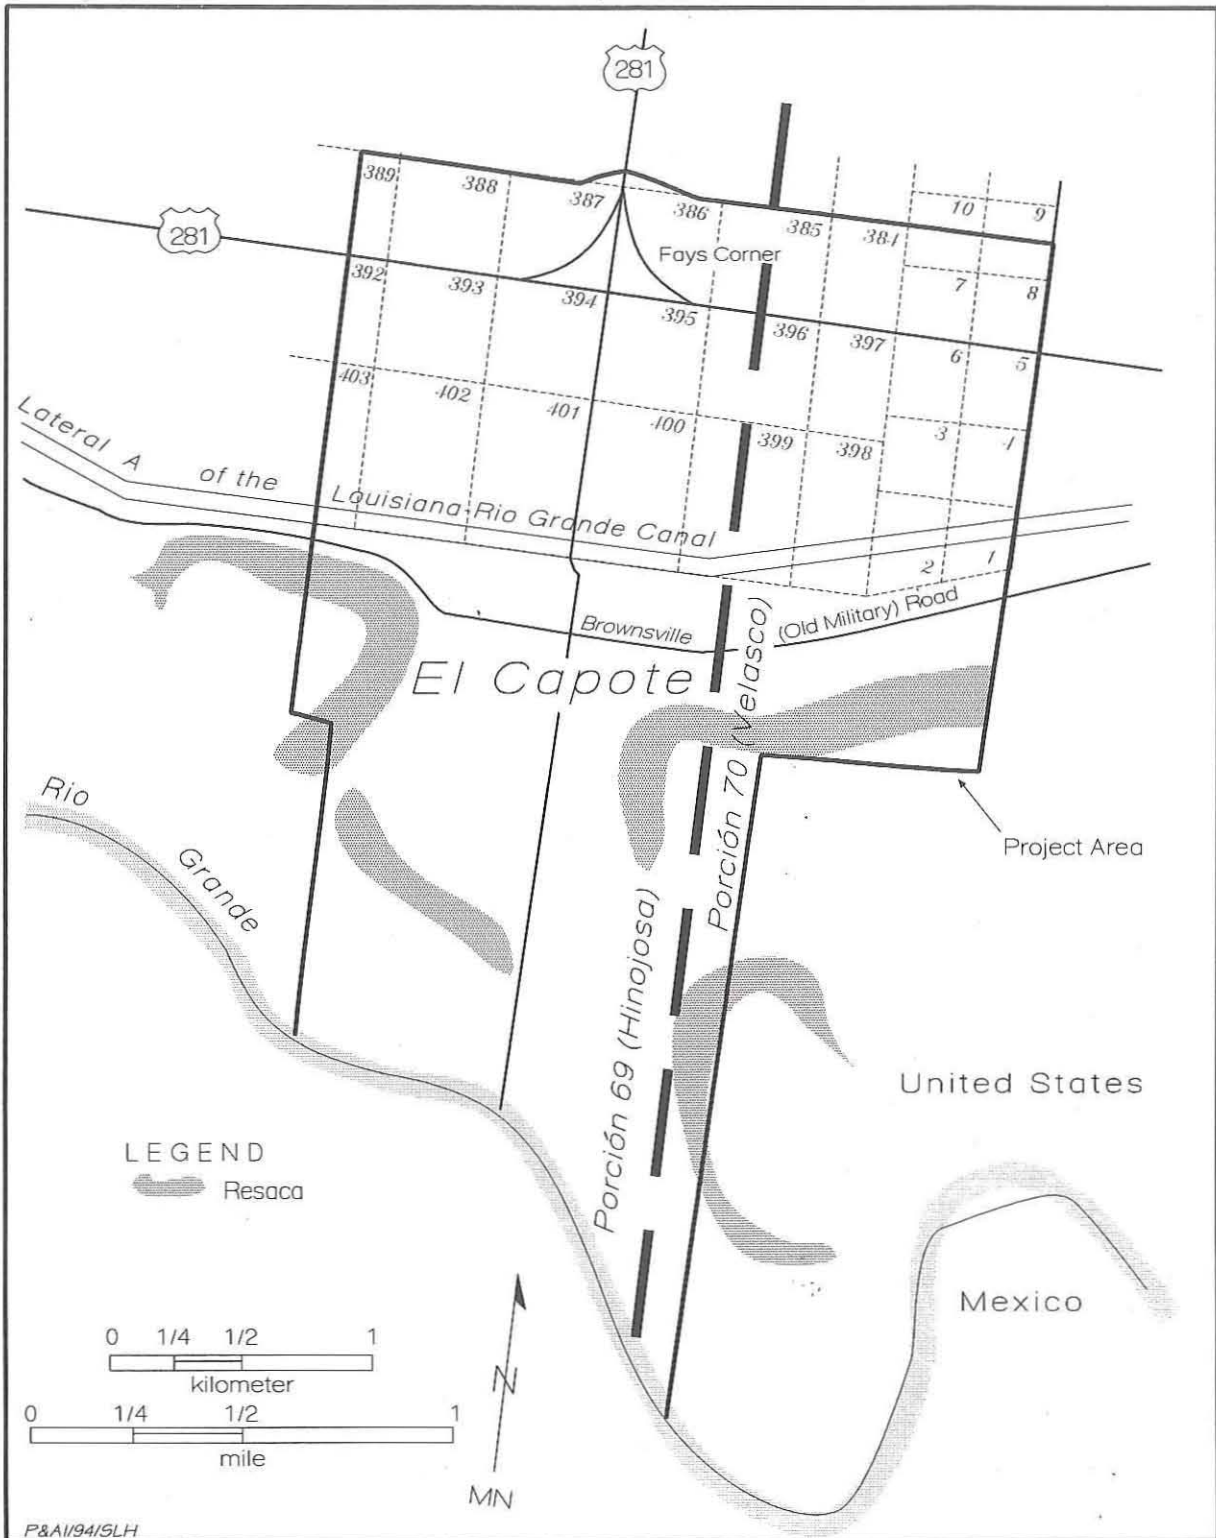 281
281
389
388
387
386
385
384
10
9
Fays Corner
7
8
392
393
394
395
396
397
6
5
403
402
401
400
399
398
3
4
Lateral A of the Louisiana-Rio Grande Canal
2
1
Brownsville (Old Military) Road
El Capote
Porción 70 (Velasco)
Porción 69 (Hinojosa)
Rio Grande
Project Area
United States
Mexico
LEGEND
Resaca
0 1/4 1/2 1
kilometer
0 1/4 1/2 1
mile
N
MN
P&AI/94/SLH